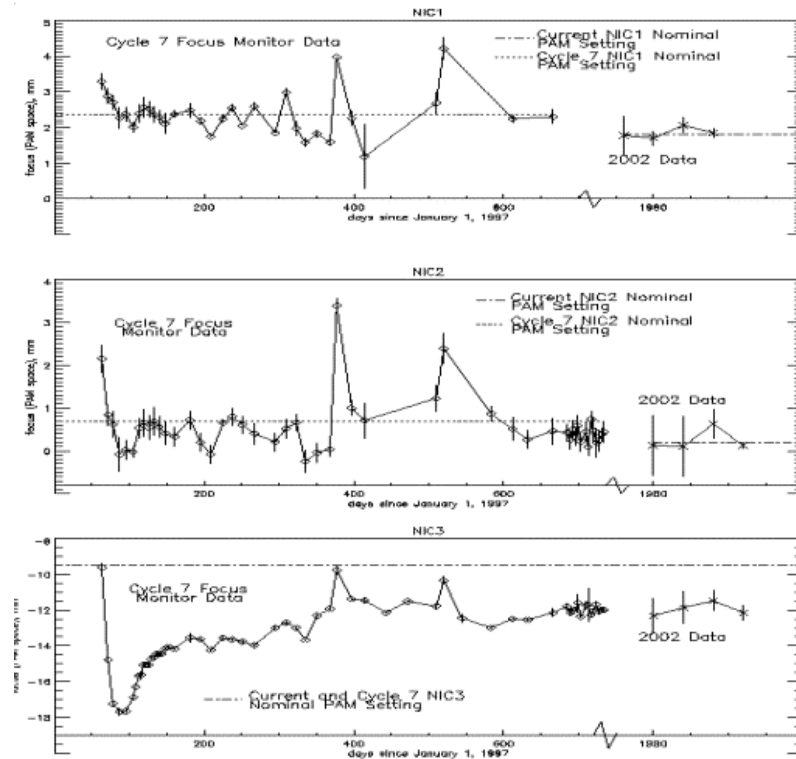 NIC1
Cycle 7 Focus Monitor Data
Current NIC1 Nominal
PAM Setting
Cycle 7 NIC1 Nominal
PAM Setting
focus (PAM space), mm
5
4
3
2
1
0
2002 Data
200
400
600
1980
days since January 1, 1997
NIC2
Cycle 7 Focus
Monitor Data
Current NIC2 Nominal
PAM Setting
Cycle 7 NIC2 Nominal
PAM Setting
focus (PAM space), mm
4
3
2
1
0
2002 Data
200
400
600
1980
days since January 1, 1997
NIC3
Cycle 7 Focus
Monitor Data
-8
-10
-12
-14
-16
-18
2002 Data
Current and Cycle 7 NIC3
Nominal PAM Setting
200
400
600
1980
days since January 1, 1997